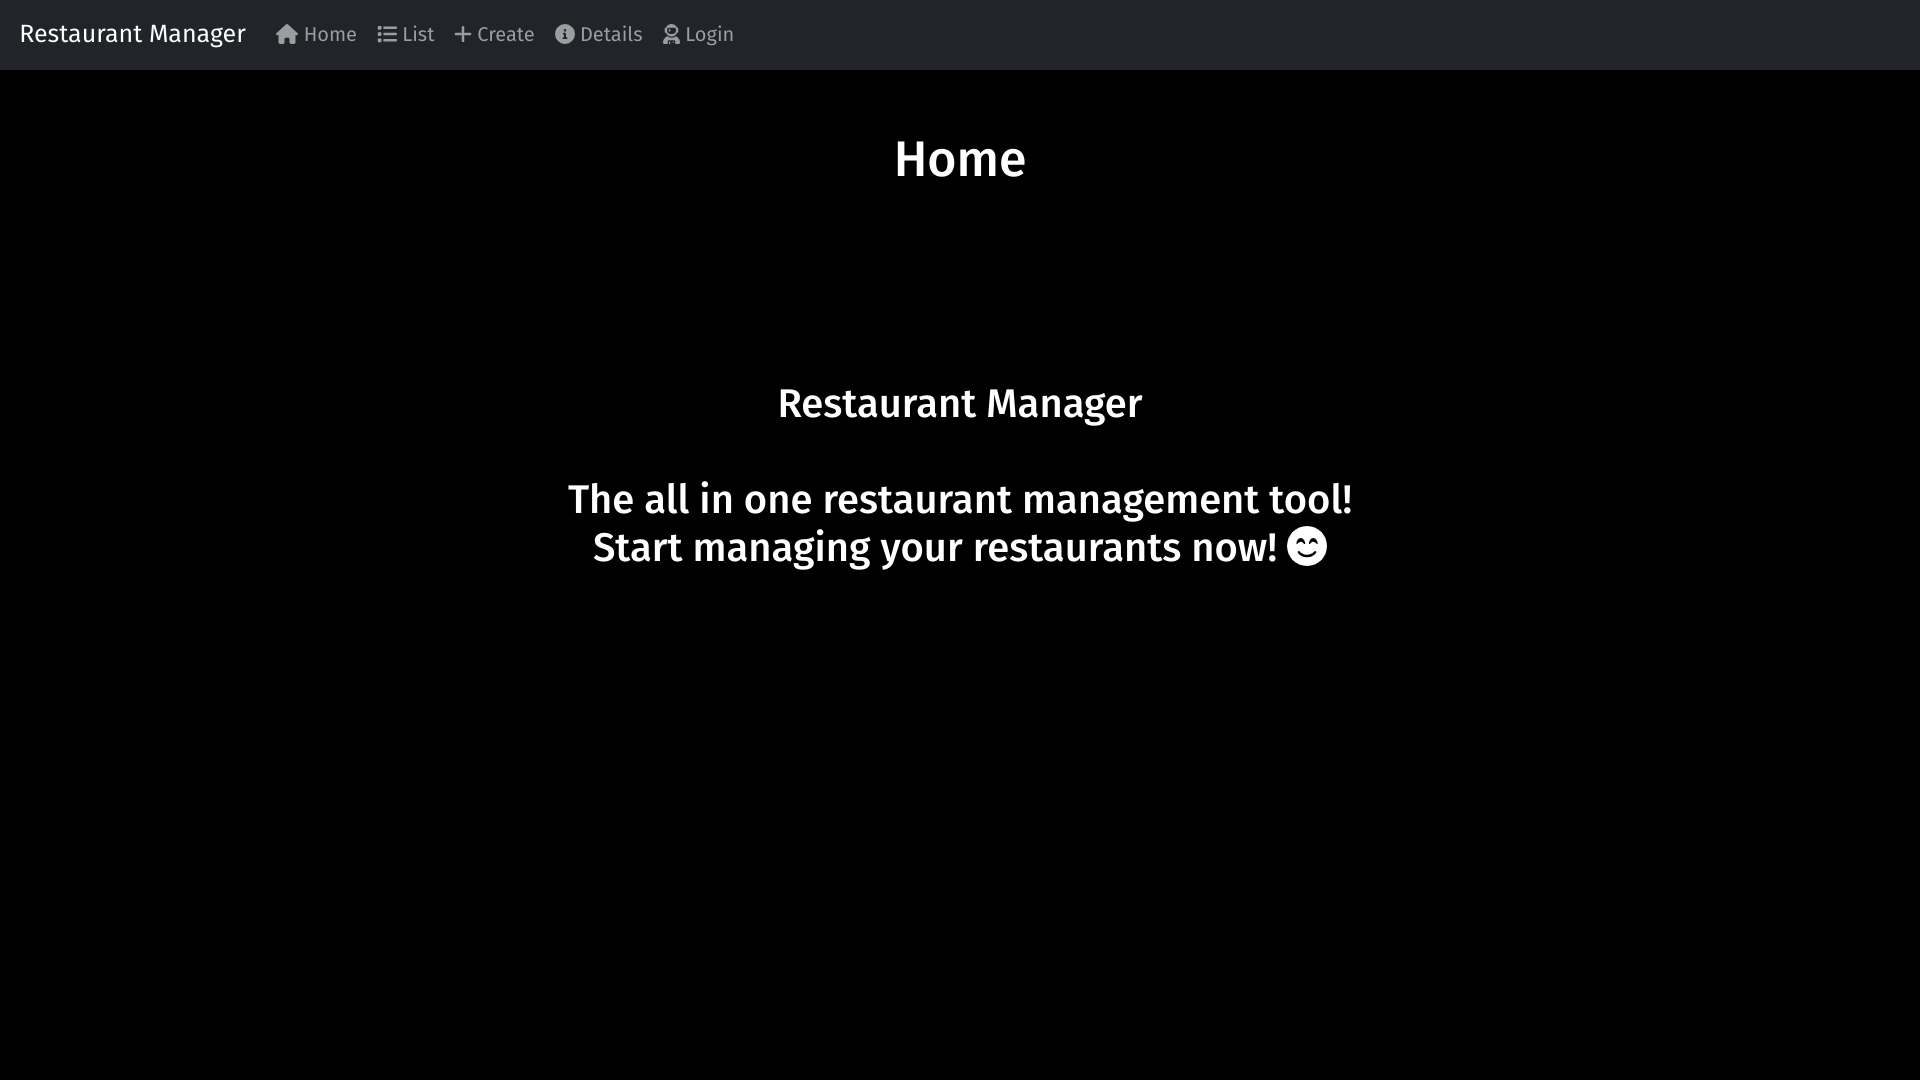 Restaurant Manager Home List Create Details Login
Home
Restaurant Manager
The all in one restaurant management tool!
Start managing your restaurants now!